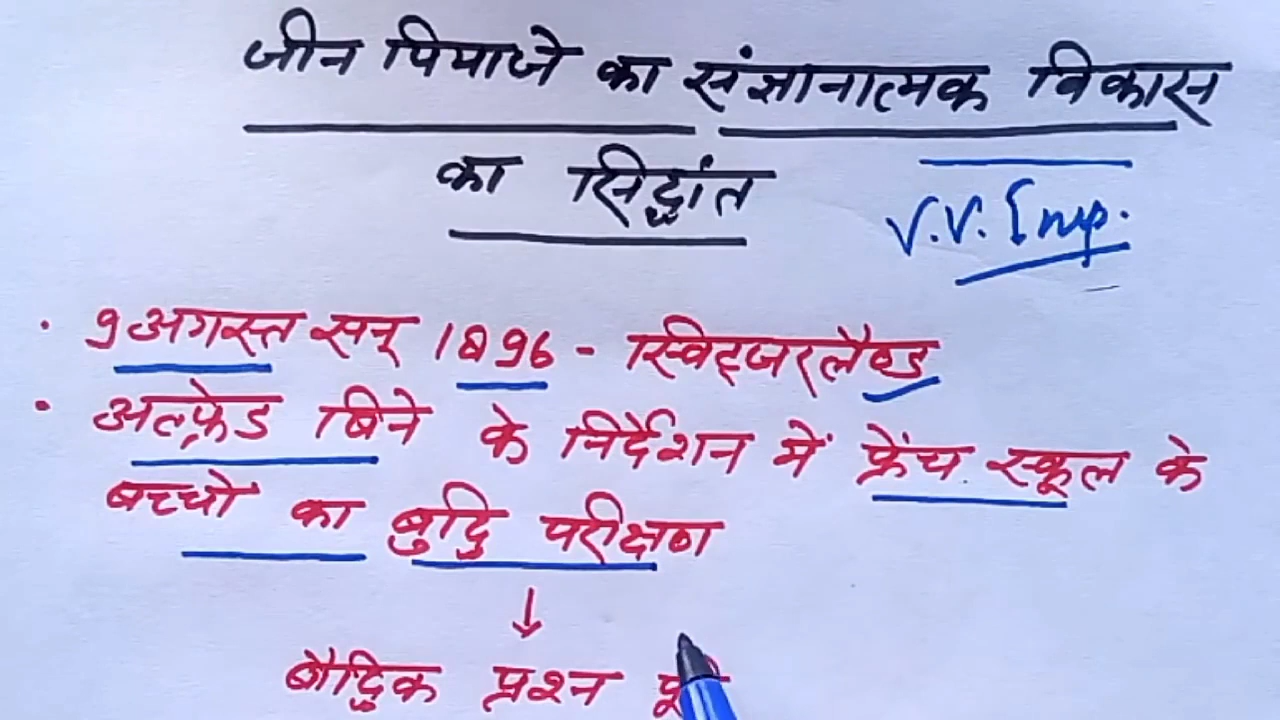 जीन पियाजे का संज्ञानात्मक विकास
का सिद्धांत
V.V. Imp.
• 9 अगस्त सन् 1896 - स्विट्जरलैण्ड
• अल्फ्रेड बिने के निर्देशन में फ्रेंच स्कूल के
बच्चो का बुद्धि परीक्षण
↓
बौद्धिक प्रश्न